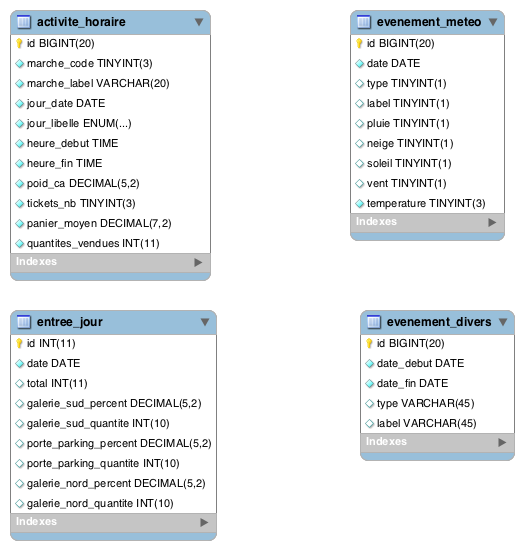 activite_horaire
id BIGINT(20)
marche_code TINYINT(3)
marche_label VARCHAR(20)
jour_date DATE
jour_libelle ENUM(...)
heure_debut TIME
heure_fin TIME
poid_ca DECIMAL(5,2)
tickets_nb TINYINT(3)
panier_moyen DECIMAL(7,2)
quantites_vendues INT(11)
Indexes
evenement_meteo
id BIGINT(20)
date DATE
type TINYINT(1)
label TINYINT(1)
pluie TINYINT(1)
neige TINYINT(1)
soleil TINYINT(1)
vent TINYINT(1)
temperature TINYINT(3)
Indexes
entree_jour
id INT(11)
date DATE
total INT(11)
galerie_sud_percent DECIMAL(5,2)
galerie_sud_quantite INT(10)
porte_parking_percent DECIMAL(5,2)
porte_parking_quantite INT(10)
galerie_nord_percent DECIMAL(5,2)
galerie_nord_quantite INT(10)
Indexes
evenement_divers
id BIGINT(20)
date_debut DATE
date_fin DATE
type VARCHAR(45)
label VARCHAR(45)
Indexes